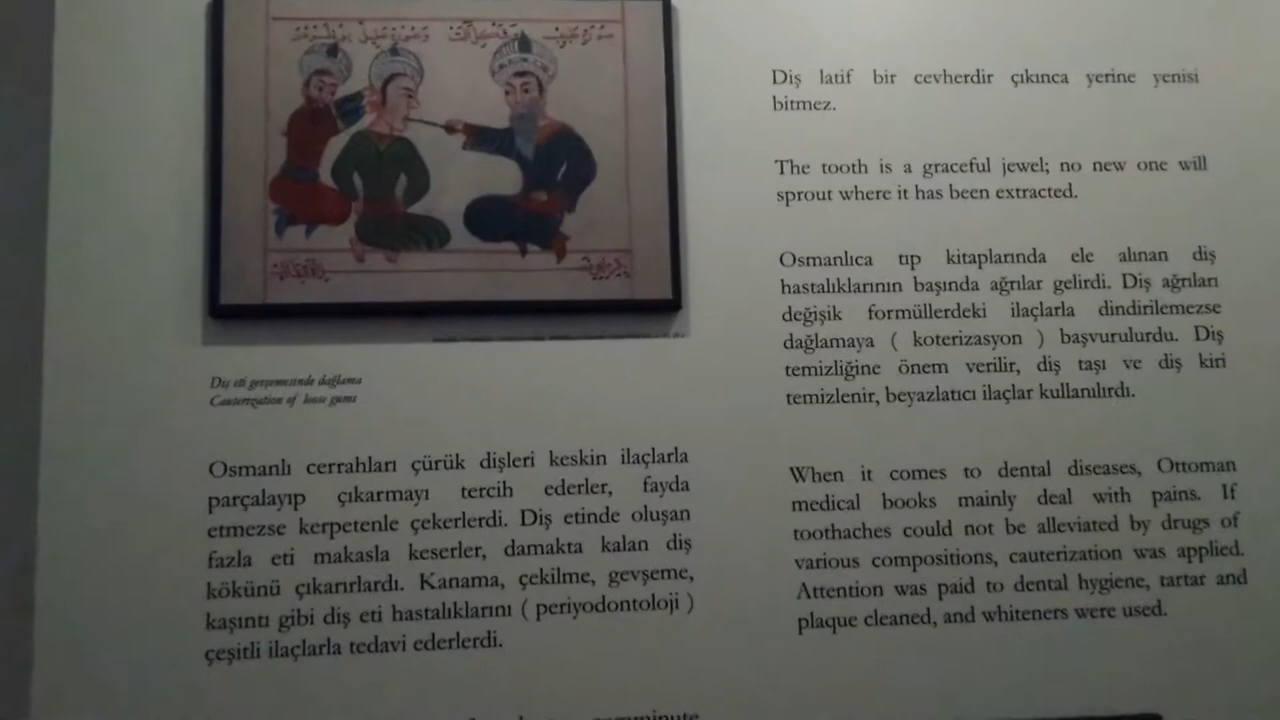 Diş eti gevşemesinde dağlama
Cauterization of loose gums
Osmanlı cerrahları çürük dişleri keskin ilaçlarla
parçalayıp çıkarmayı tercih ederler, fayda
etmezse kerpetenle çekerlerdi. Diş etinde oluşan
fazla eti makasla keserler, damakta kalan diş
kökünü çıkarırlardı. Kanama, çekilme, gevşeme,
kaşıntı gibi diş eti hastalıklarını ( periyodontoloji )
çeşitli ilaçlarla tedavi ederlerdi.
Diş latif bir cevherdir çıkınca yerine yenisi
bitmez.
The tooth is a graceful jewel; no new one will
sprout where it has been extracted.
Osmanlıca tıp kitaplarında ele alınan diş
hastalıklarının başında ağrılar gelirdi. Diş ağrıları
değişik formüllerdeki ilaçlarla dindirilemezse
dağlamaya ( koterizasyon ) başvurulurdu. Diş
temizliğine önem verilir, diş taşı ve diş kiri
temizlenir, beyazlatıcı ilaçlar kullanılırdı.
When it comes to dental diseases, Ottoman
medical books mainly deal with pains. If
toothaches could not be alleviated by drugs of
various compositions, cauterization was applied.
Attention was paid to dental hygiene, tartar and
plaque cleaned, and whiteners were used.